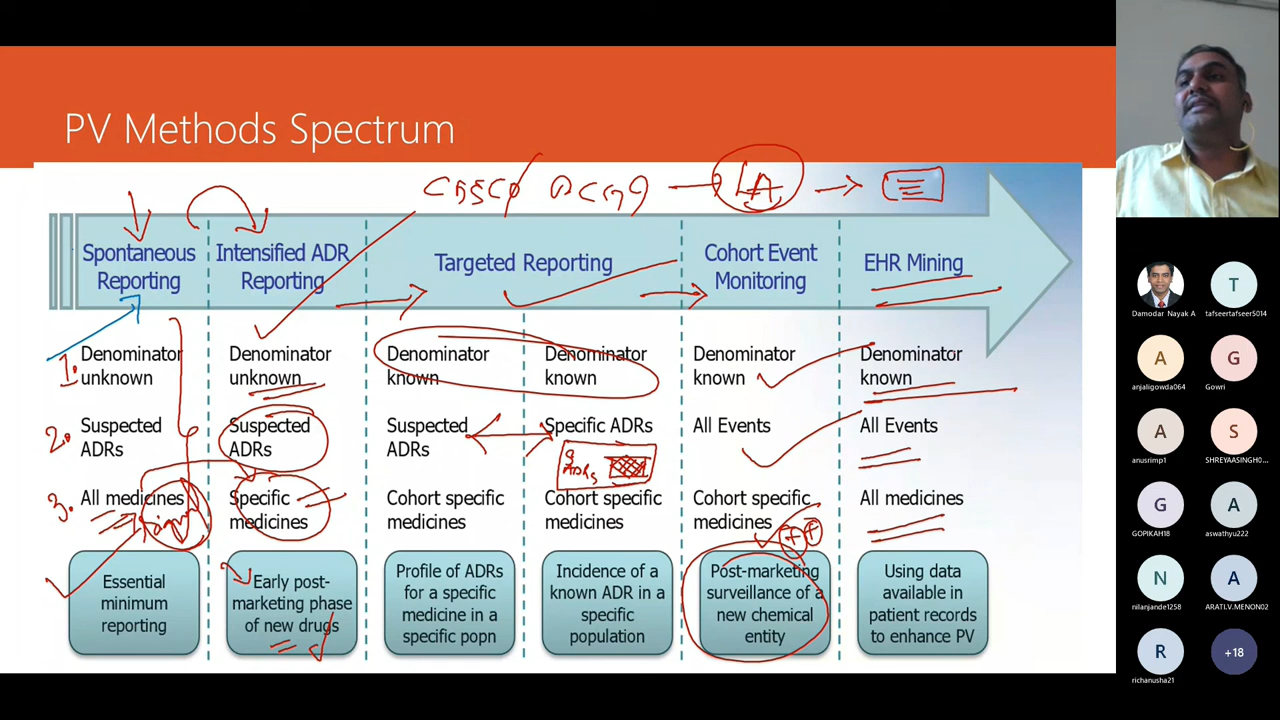 PV Methods Spectrum
Spontaneous
Reporting
Intensified ADR
Reporting
Targeted Reporting
Cohort Event
Monitoring
EHR Mining
1.
Denominator
unknown
Denominator
unknown
Denominator
known
Denominator
known
Denominator
known
Denominator
known
2.
Suspected
ADRs
Suspected
ADRs
Suspected
ADRs
Specific ADRs
ADRs
All Events
All Events
3.
All medicines
Specific
medicines
Cohort specific
medicines
Cohort specific
medicines
Cohort specific
medicines
All medicines
Essential
minimum
reporting
Early post-
marketing phase
of new drugs
Profile of ADRs
for a specific
medicine in a
specific popn
Incidence of a
known ADR in a
specific
population
Post-marketing
surveillance of a
new chemical
entity
Using data
available in
patient records
to enhance PV
Damodar Nayak A
T
tafseertafseer5014
A
anjaligowda064
G
Gowri
A
anusrimp1
S
SHREYAASINGH0...
G
GOPIKAH18
A
aswathyu222
N
nilanjande1258
A
ARATI.V.MENON02
R
richanusha21
+18